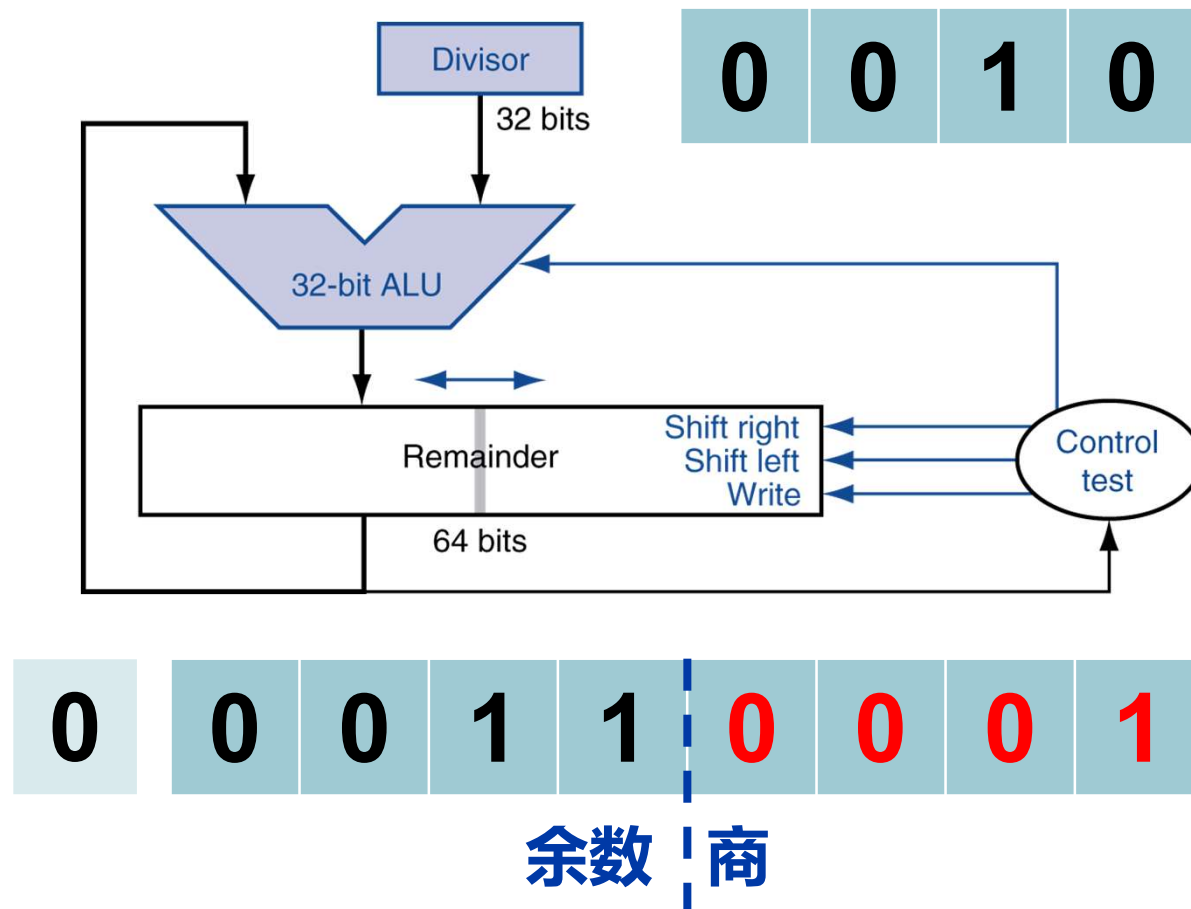 Divisor
0 0 1 0
32 bits
32-bit ALU
Remainder
Shift right
Shift left
Write
Control
test
64 bits
0 0 0 1 1 0 0 0 1
余数 商